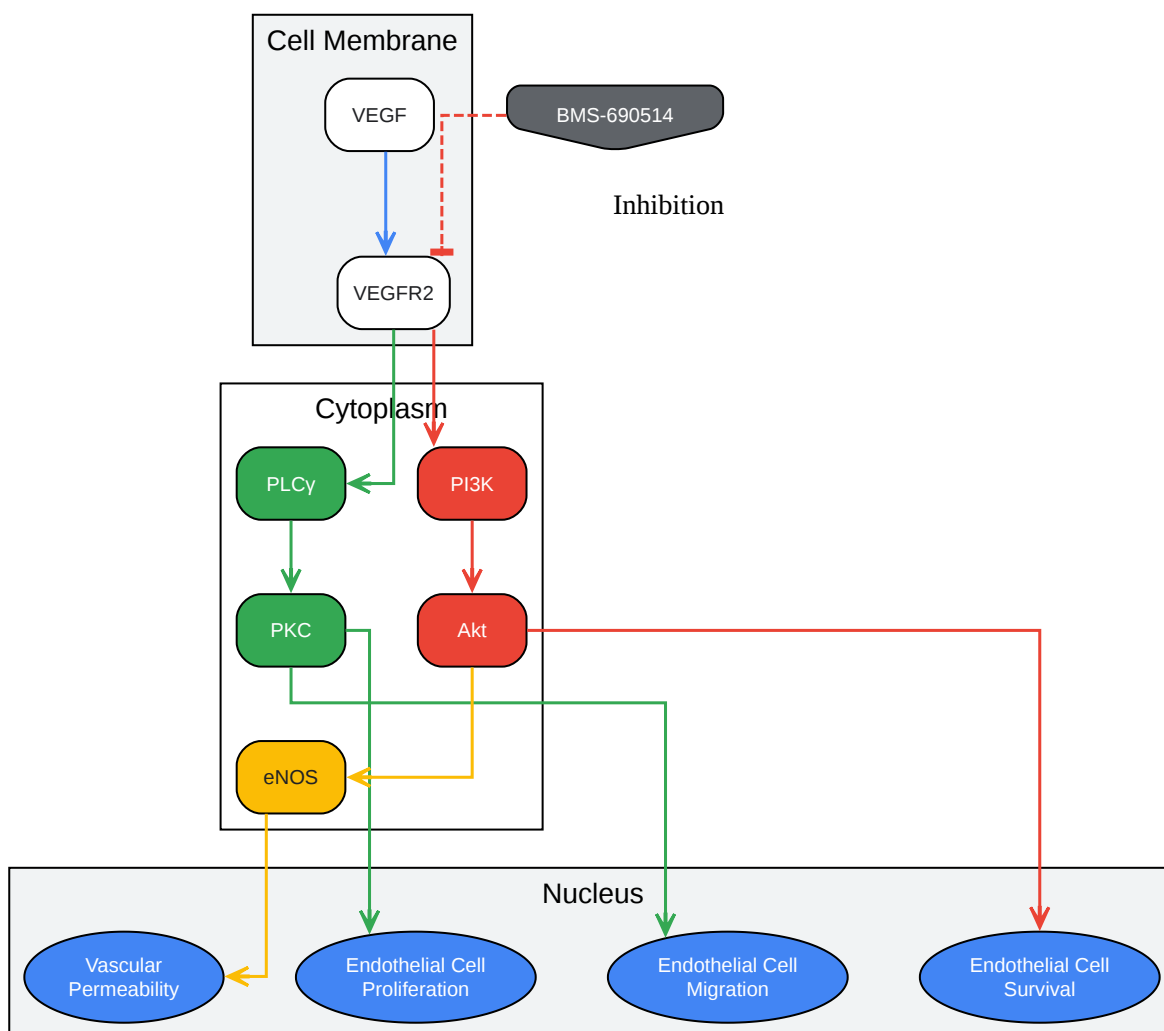 Cell Membrane
VEGF
BMS-690514
Inhibition
VEGFR2
Cytoplasm
PLCγ
PI3K
PKC
Akt
eNOS
Nucleus
Vascular
Permeability
Endothelial Cell
Proliferation
Endothelial Cell
Migration
Endothelial Cell
Survival